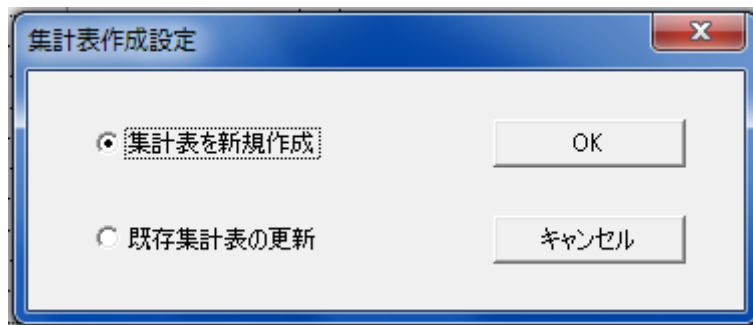 集計表作成設定
集計表を新規作成
OK
既存集計表の更新
キャンセル